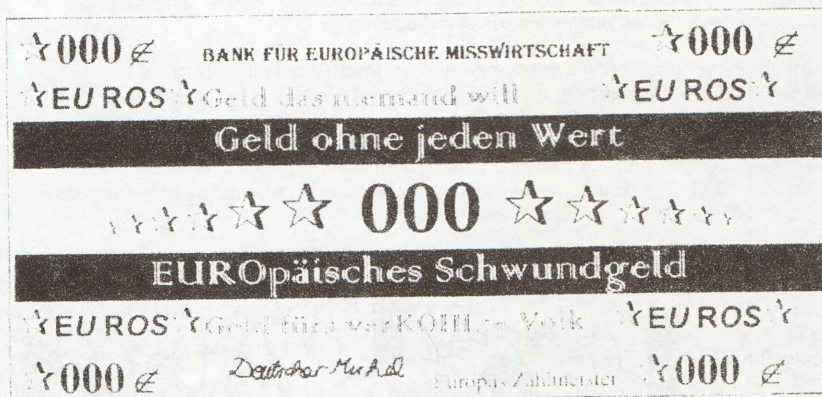 ☆000 ₡ BANK FÜR EUROPÄISCHE MISSWIRTSCHAFT ☆000 ₡
☆EUROS☆ Geld das niemand will ☆EUROS☆
Geld ohne jeden Wert
☆☆☆☆☆☆ 000 ☆☆☆☆☆☆
EUROpäisches Schwundgeld
☆EUROS☆ Geld fürs verKOHLte Volk ☆EUROS☆
☆000 ₡ Deutscher Michel Europas Zahlmeister ☆000 ₡